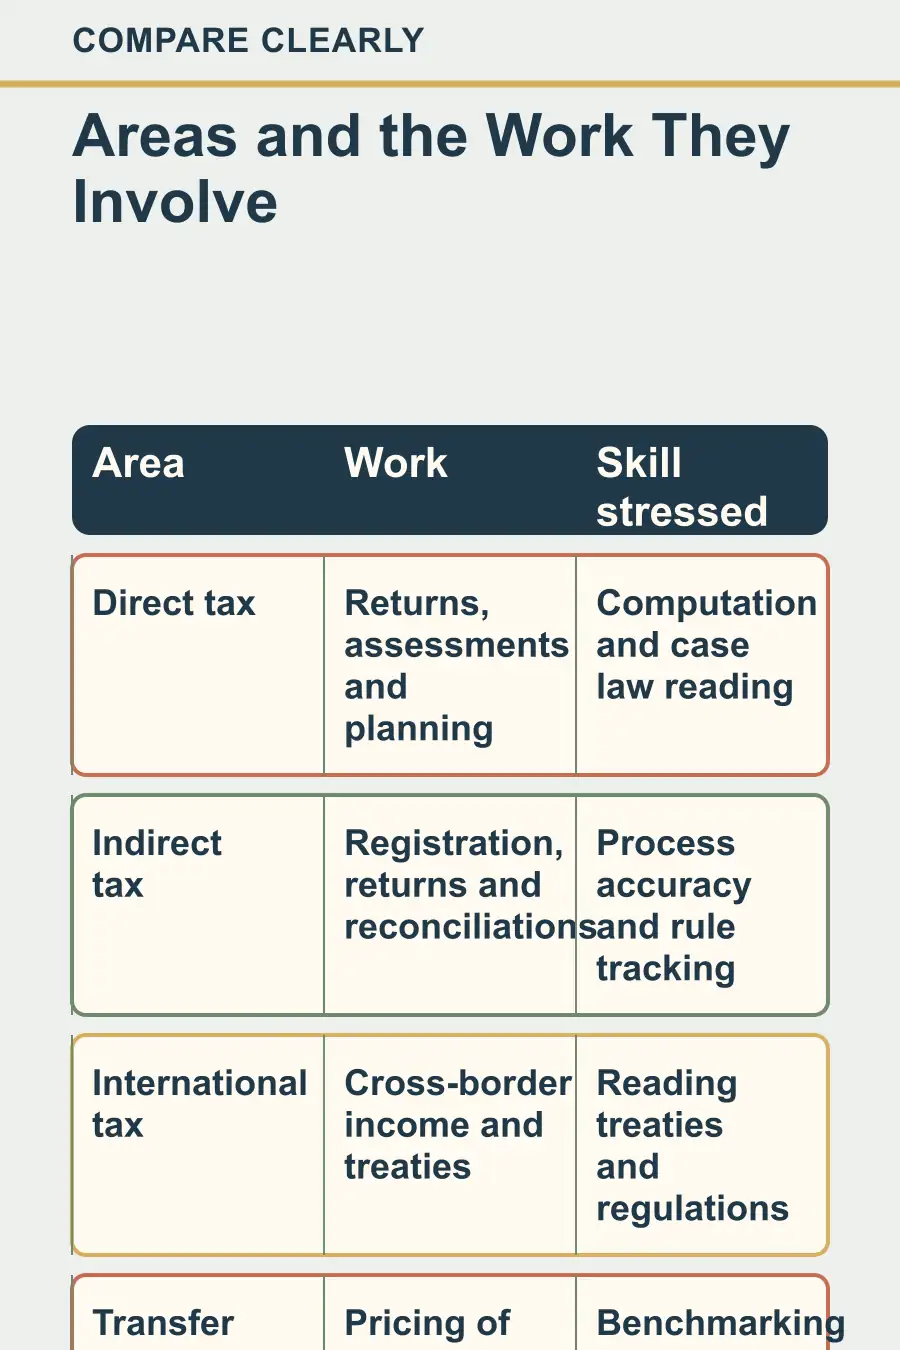 COMPARE CLEARLY
Areas and the Work They
Involve
Area
Work
Skill
stressed
Direct tax
Returns,
assessments
and
planning
Computation
and case
law reading
Indirect
tax
Registration,
returns and
reconciliations
Process
accuracy
and rule
tracking
International
tax
Cross-border
income and
treaties
Reading
treaties
and
regulations
Transfer
Pricing of
Benchmarking